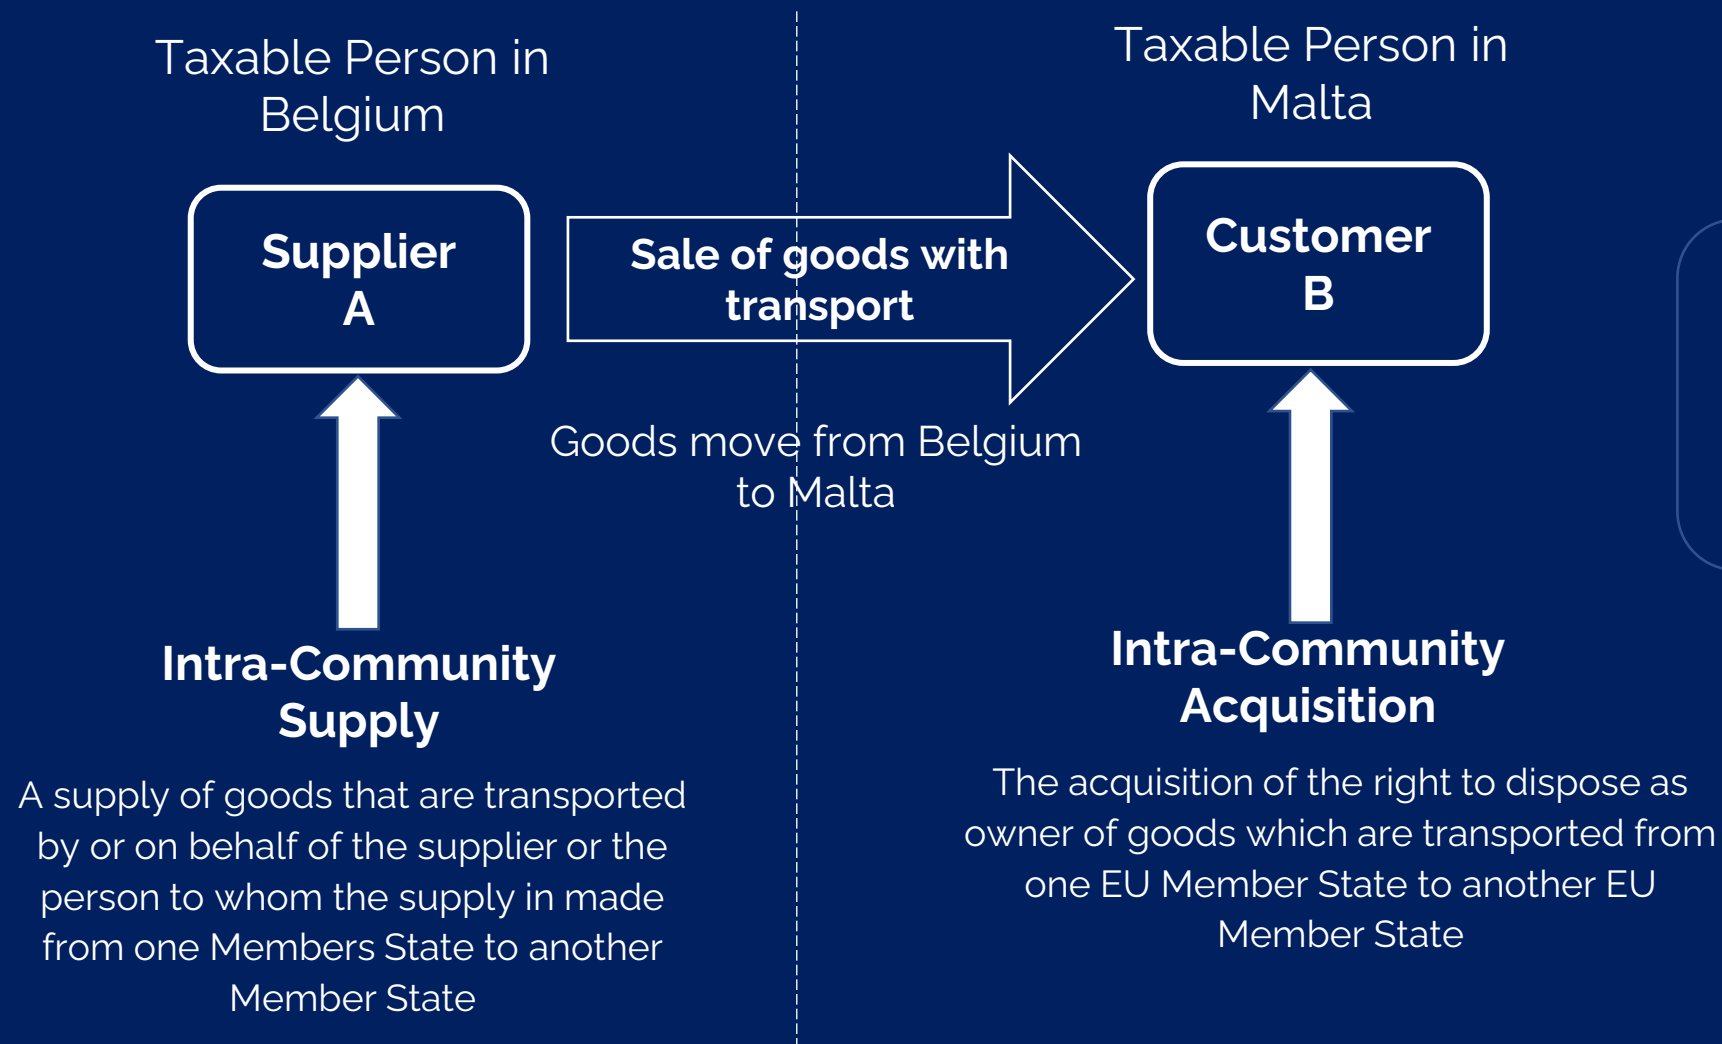 Taxable Person in
Belgium
Taxable Person in
Malta
Supplier
A
Sale of goods with
transport
Customer
B
Goods move from Belgium
to Malta
Intra-Community
Supply
A supply of goods that are transported
by or on behalf of the supplier or the
person to whom the supply in made
from one Members State to another
Member State
Intra-Community
Acquisition
The acquisition of the right to dispose as
owner of goods which are transported from
one EU Member State to another EU
Member State